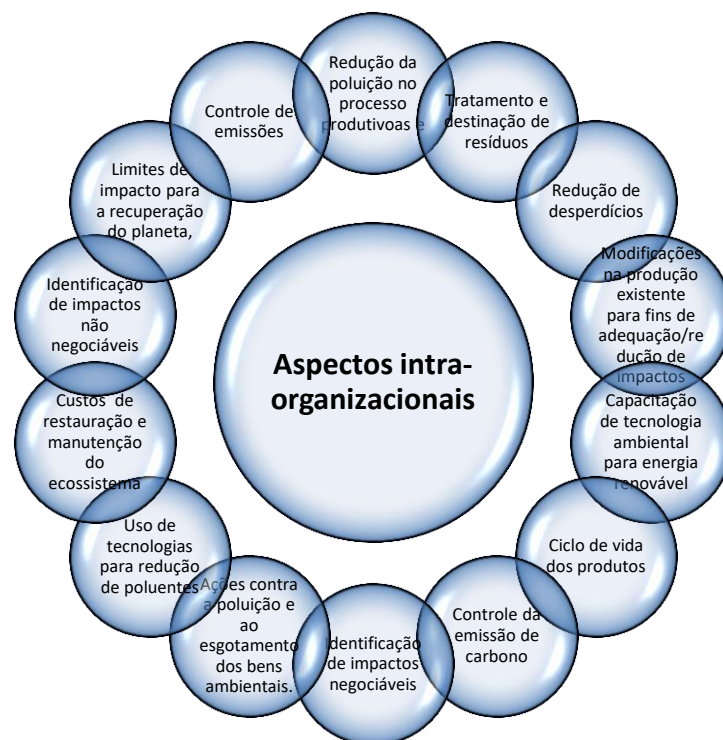 Redução da
poluição no
processo
produtivoas e
Tratamento e
destinação de
resíduos
Redução de
desperdícios
Modificações
na produção
existente
para fins de
adequação/re
dução de
impactos
Capacitação
de tecnologia
ambiental
para energia
renovável
Ciclo de vida
dos produtos
Controle da
emissão de
carbono
Identificação
de impactos
negociáveis
Ações contra
a poluição e
ao
esgotamento
dos bens
ambientais.
Uso de
tecnologias
para redução
de poluentes
Custos de
restauração e
manutenção
do
ecossistema
Identificação
de impactos
não
negociáveis
Limites de
impacto para
a recuperação
do planeta,
Controle de
emissões
Aspectos intra-
organizacionais